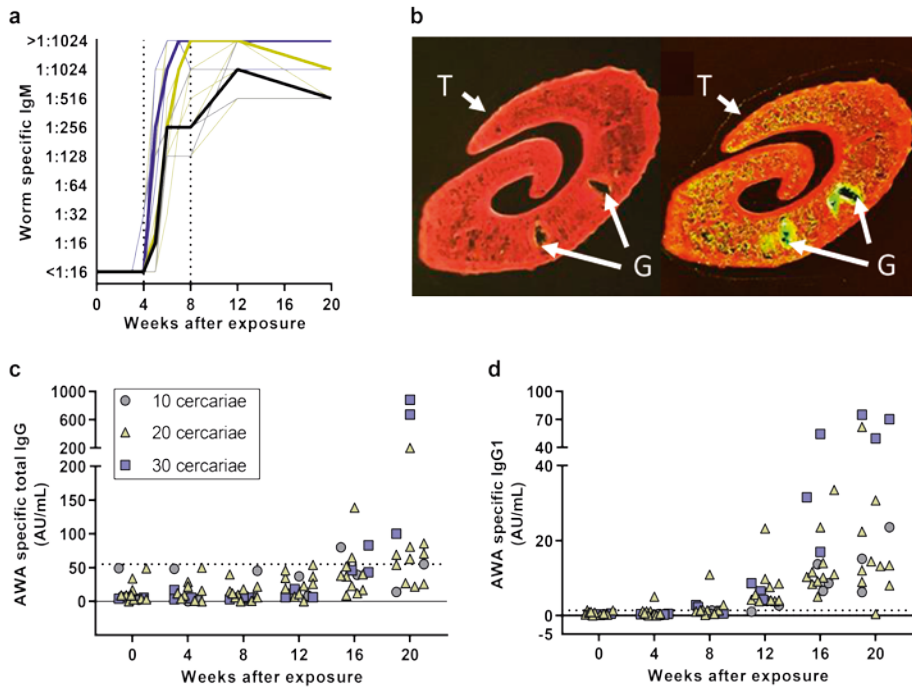 a
Worm specific IgM
>1:1024
1:1024
1:516
1:256
1:128
1:64
1:32
1:16
<1:16
0 4 8 12 16 20
Weeks after exposure
b
T
G
T
G
c
AWA specific total IgG
(AU/mL)
1000
800
600
400
200
150
100
50
0
10 cercariae
20 cercariae
30 cercariae
0 4 8 12 16 20
Weeks after exposure
d
AWA specific IgG1
(AU/mL)
100
80
60
40
20
10
0
-5
0 4 8 12 16 20
Weeks after exposure